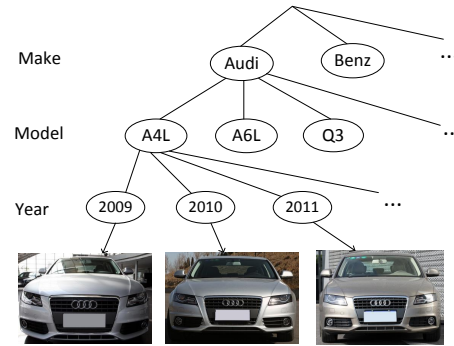 Make
Audi
Benz
..
Model
A4L
A6L
Q3
..
Year
2009
2010
2011
...